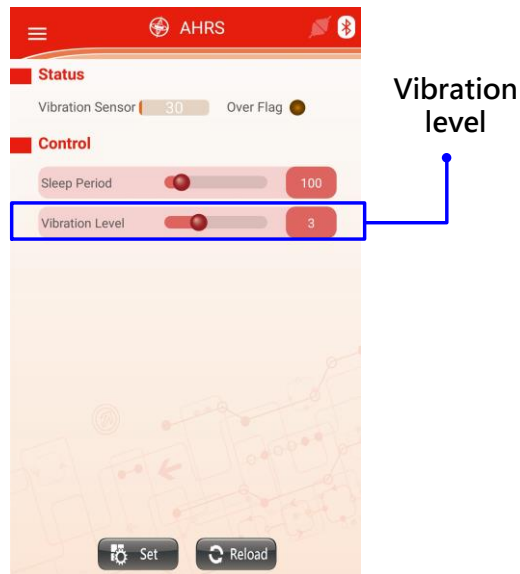 AHRS
Status
Vibration Sensor 30 Over Flag
Control
Sleep Period 100
Vibration Level 3
Vibration
level
Set Reload